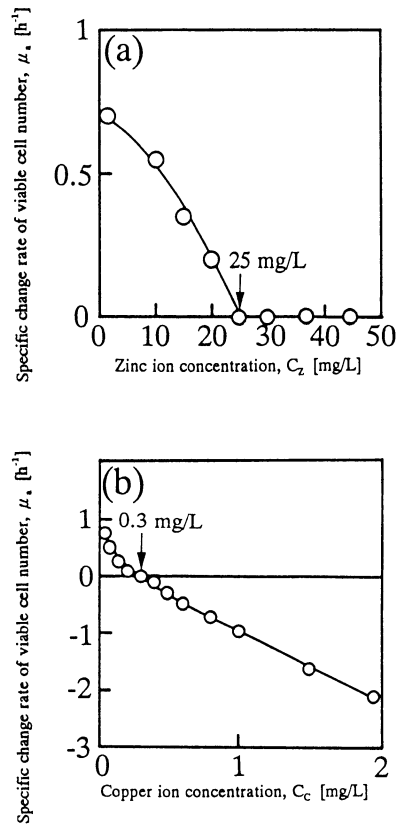 (a)
Specific change rate of viable cell number, μₐ [h⁻¹]
1
0.5
0
25 mg/L
0 10 20 30 40 50
Zinc ion concentration, C_Z [mg/L]
(b)
Specific change rate of viable cell number, μₐ [h⁻¹]
0.3 mg/L
1
0
-1
-2
-3
0 1 2
Copper ion concentration, C_C [mg/L]